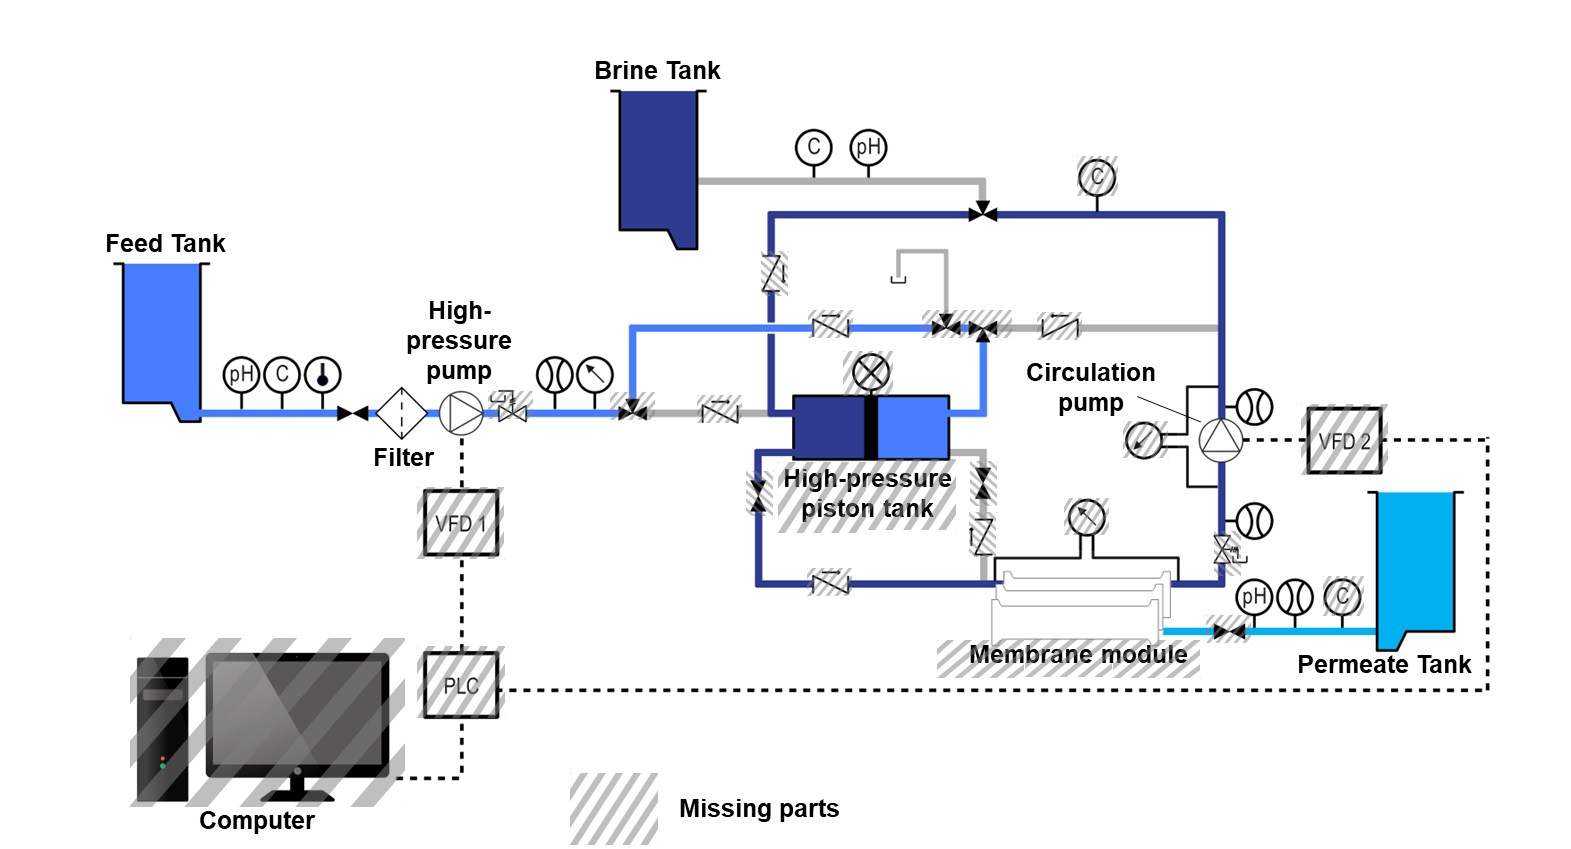 Brine Tank
C
pH
C
Feed Tank
High-
pressure
pump
pH
C
Circulation
pump
Filter
VFD 2
High-pressure
piston tank
VFD 1
pH
C
Membrane module
Permeate Tank
PLC
Computer
Missing parts